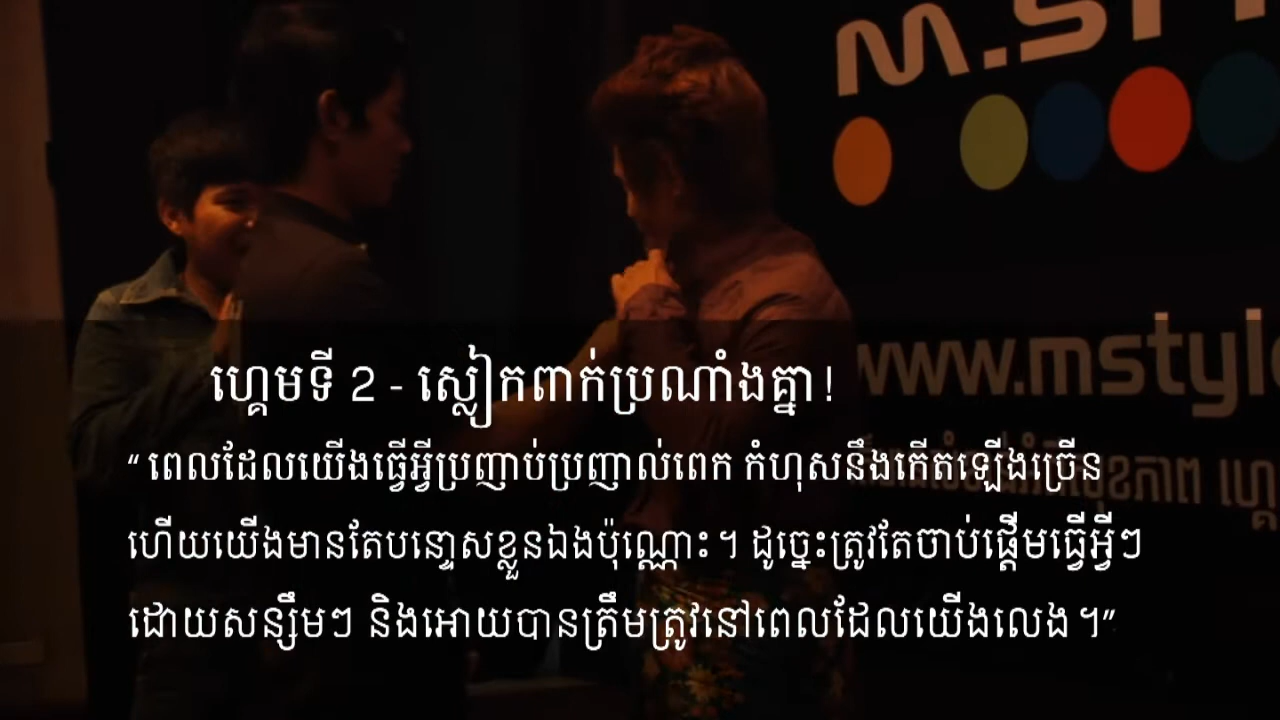 M.ST
www.mstyle
ហ្គេមទី 2 - ស្លៀកពាក់ប្រណាំងគ្នា!
“ ពេលដែលយើងធ្វើអ្វីប្រញាប់ប្រញាល់ពេក កំហុសនឹងកើតឡើងច្រើន
ហើយយើងមានតែបន្ទោសខ្លួនឯងប៉ុណ្ណោះ។ ដូច្នេះត្រូវតែចាប់ផ្តើមធ្វើអ្វីៗ
ដោយសន្សឹមៗ និងអោយបានត្រឹមត្រូវនៅពេលដែលយើងលេង។”